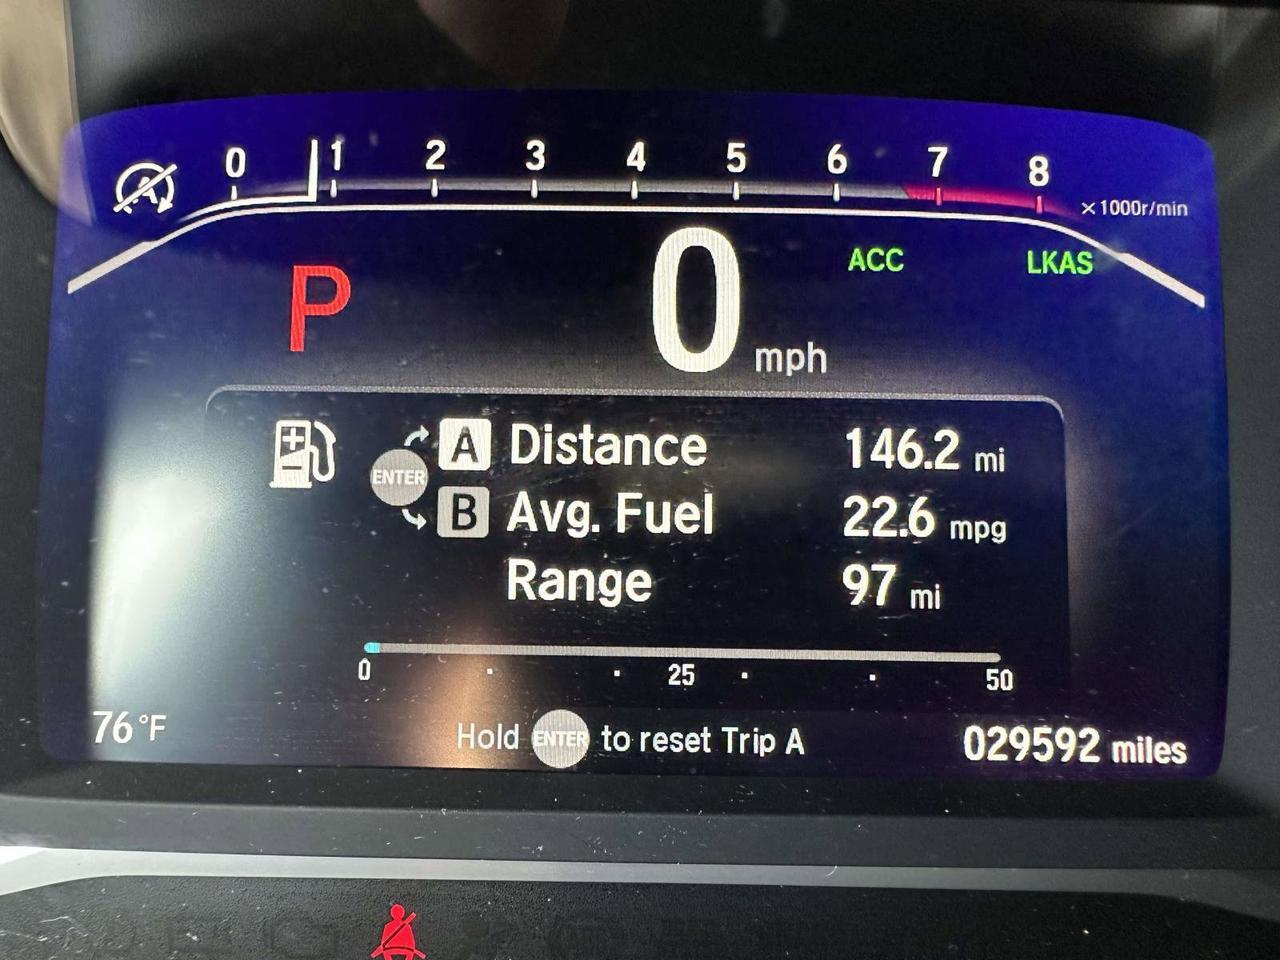 0 1 2 3 4 5 6 7 8
x1000r/min
A
ACC LKAS
P 0 mph
A Distance 146.2 mi
ENTER
B Avg. Fuel 22.6 mpg
Range 97 mi
0 25 50
76°F Hold ENTER to reset Trip A 029592 miles